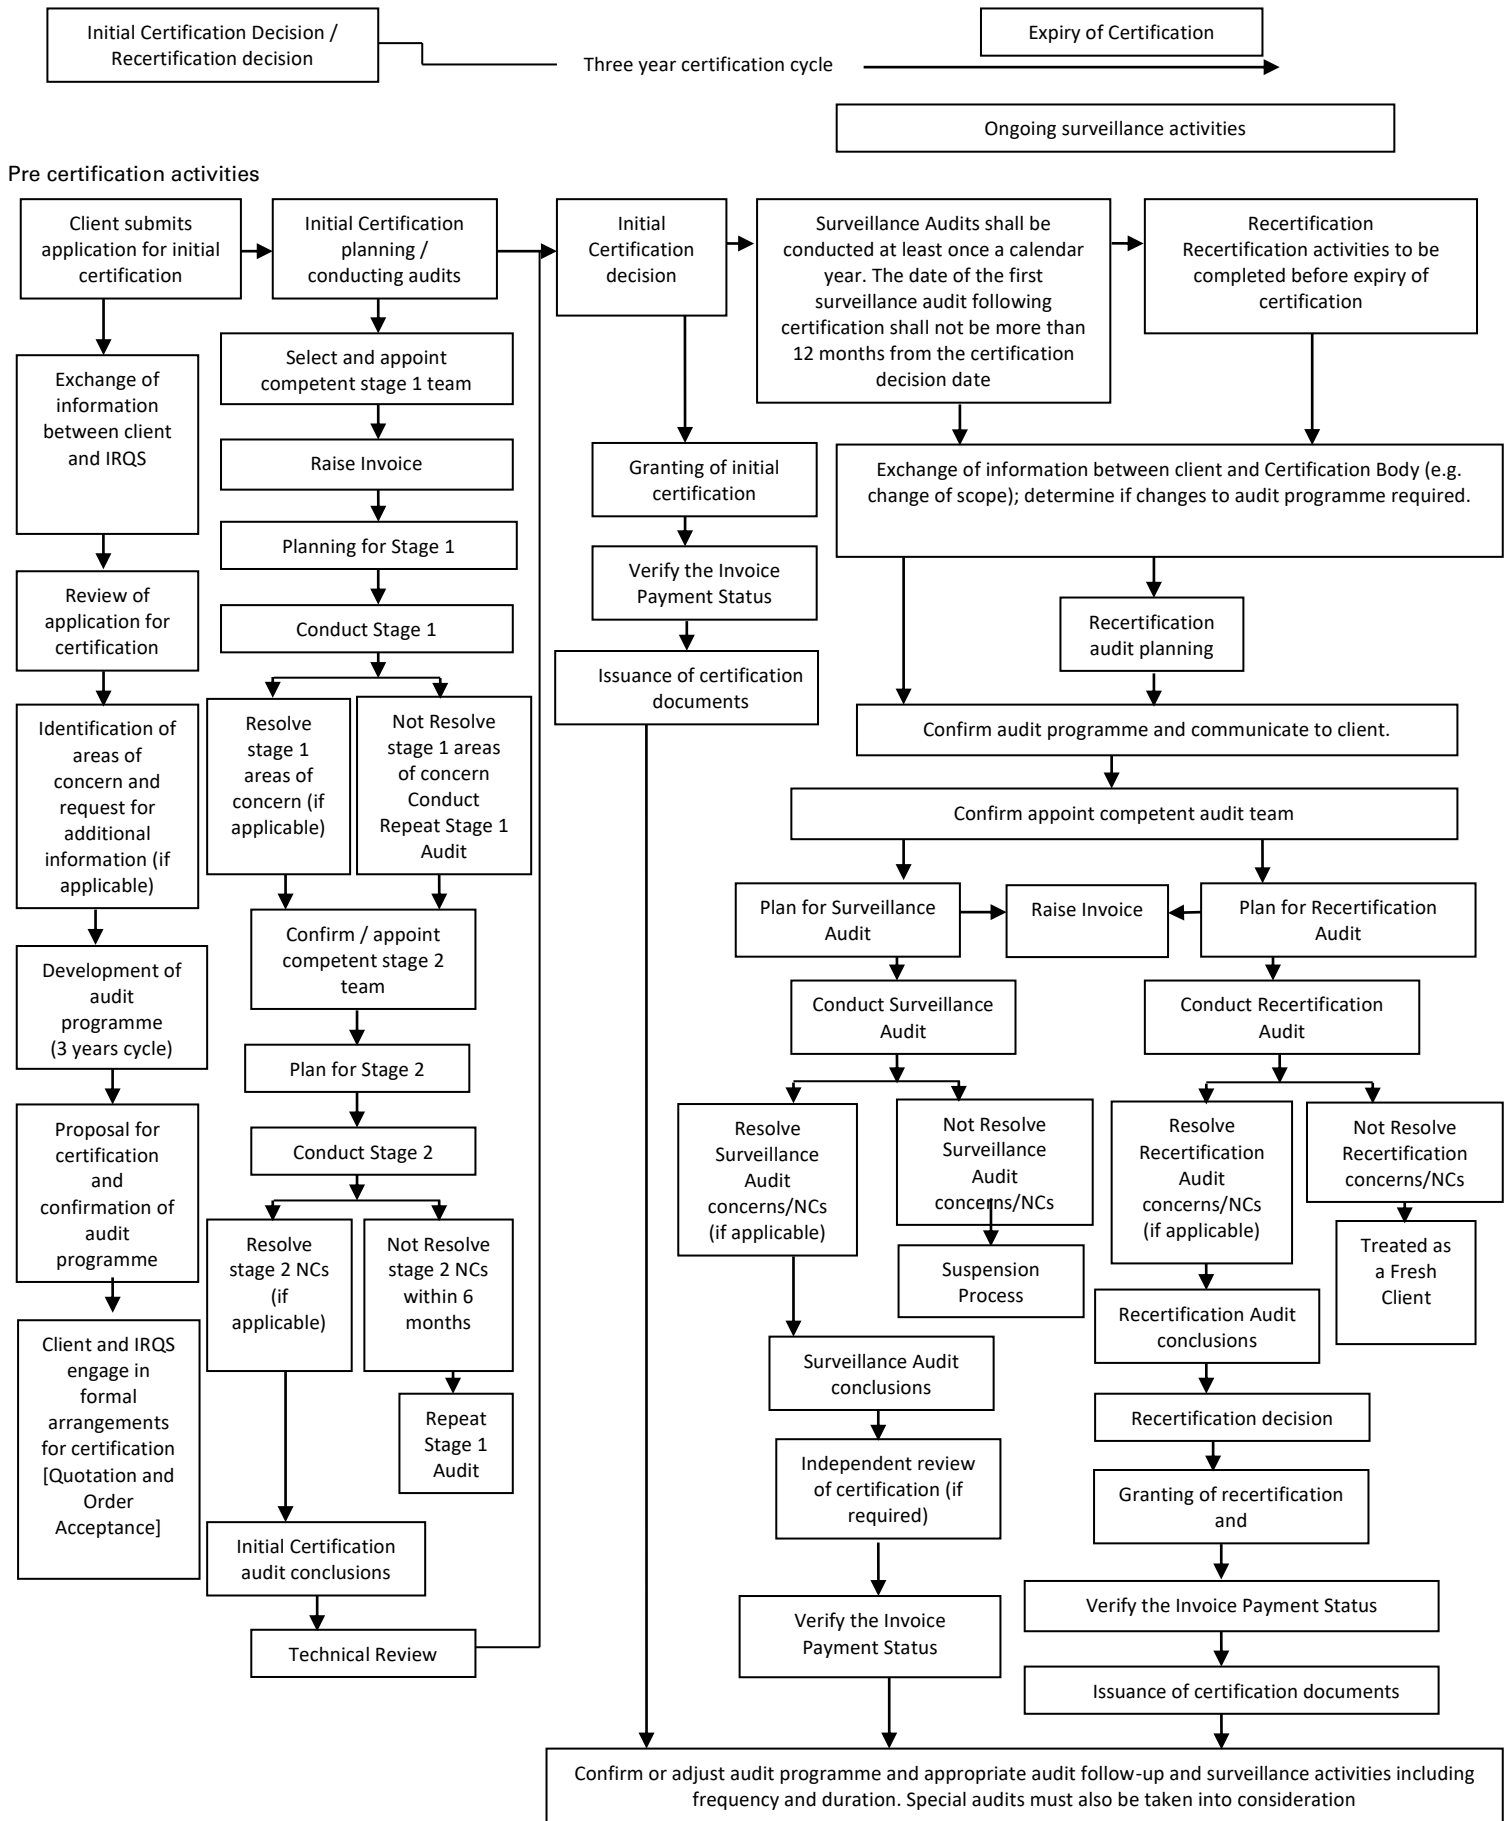 Initial Certification Decision /
Recertification decision
Three year certification cycle
Expiry of Certification
Ongoing surveillance activities
Pre certification activities
Client submits
application for initial
certification
Exchange of
information
between client
and IRQS
Review of
application for
certification
Identification of
areas of
concern and
request for
additional
information (if
applicable)
Development of
audit
programme
(3 years cycle)
Proposal for
certification
and
confirmation of
audit
programme
Client and IRQS
engage in
formal
arrangements
for certification
[Quotation and
Order
Acceptance]
Initial Certification
planning /
conducting audits
Select and appoint
competent stage 1 team
Raise Invoice
Planning for Stage 1
Conduct Stage 1
Resolve
stage 1
areas of
concern (if
applicable)
Not Resolve
stage 1 areas
of concern
Conduct
Repeat Stage 1
Audit
Confirm / appoint
competent stage 2
team
Plan for Stage 2
Conduct Stage 2
Resolve
stage 2 NCs
(if
applicable)
Not Resolve
stage 2 NCs
within 6
months
Repeat
Stage 1
Audit
Initial Certification
audit conclusions
Technical Review
Initial
Certification
decision
Granting of initial
certification
Verify the Invoice
Payment Status
Issuance of certification
documents
Surveillance Audits shall be
conducted at least once a calendar
year. The date of the first
surveillance audit following
certification shall not be more than
12 months from the certification
decision date
Recertification
Recertification activities to be
completed before expiry of
certification
Exchange of information between client and Certification Body (e.g.
change of scope); determine if changes to audit programme required.
Recertification
audit planning
Confirm audit programme and communicate to client.
Confirm appoint competent audit team
Plan for Surveillance
Audit
Raise Invoice
Plan for Recertification
Audit
Conduct Surveillance
Audit
Conduct Recertification
Audit
Resolve
Surveillance
Audit
concerns/NCs
(if applicable)
Not Resolve
Surveillance
Audit
concerns/NCs
Suspension
Process
Surveillance Audit
conclusions
Independent review
of certification (if
required)
Verify the Invoice
Payment Status
Resolve
Recertification
Audit
concerns/NCs
(if applicable)
Not Resolve
Recertification
concerns/NCs
Treated as
a Fresh
Client
Recertification Audit
conclusions
Recertification decision
Granting of recertification
and
Verify the Invoice Payment Status
Issuance of certification documents
Confirm or adjust audit programme and appropriate audit follow-up and surveillance activities including
frequency and duration. Special audits must also be taken into consideration